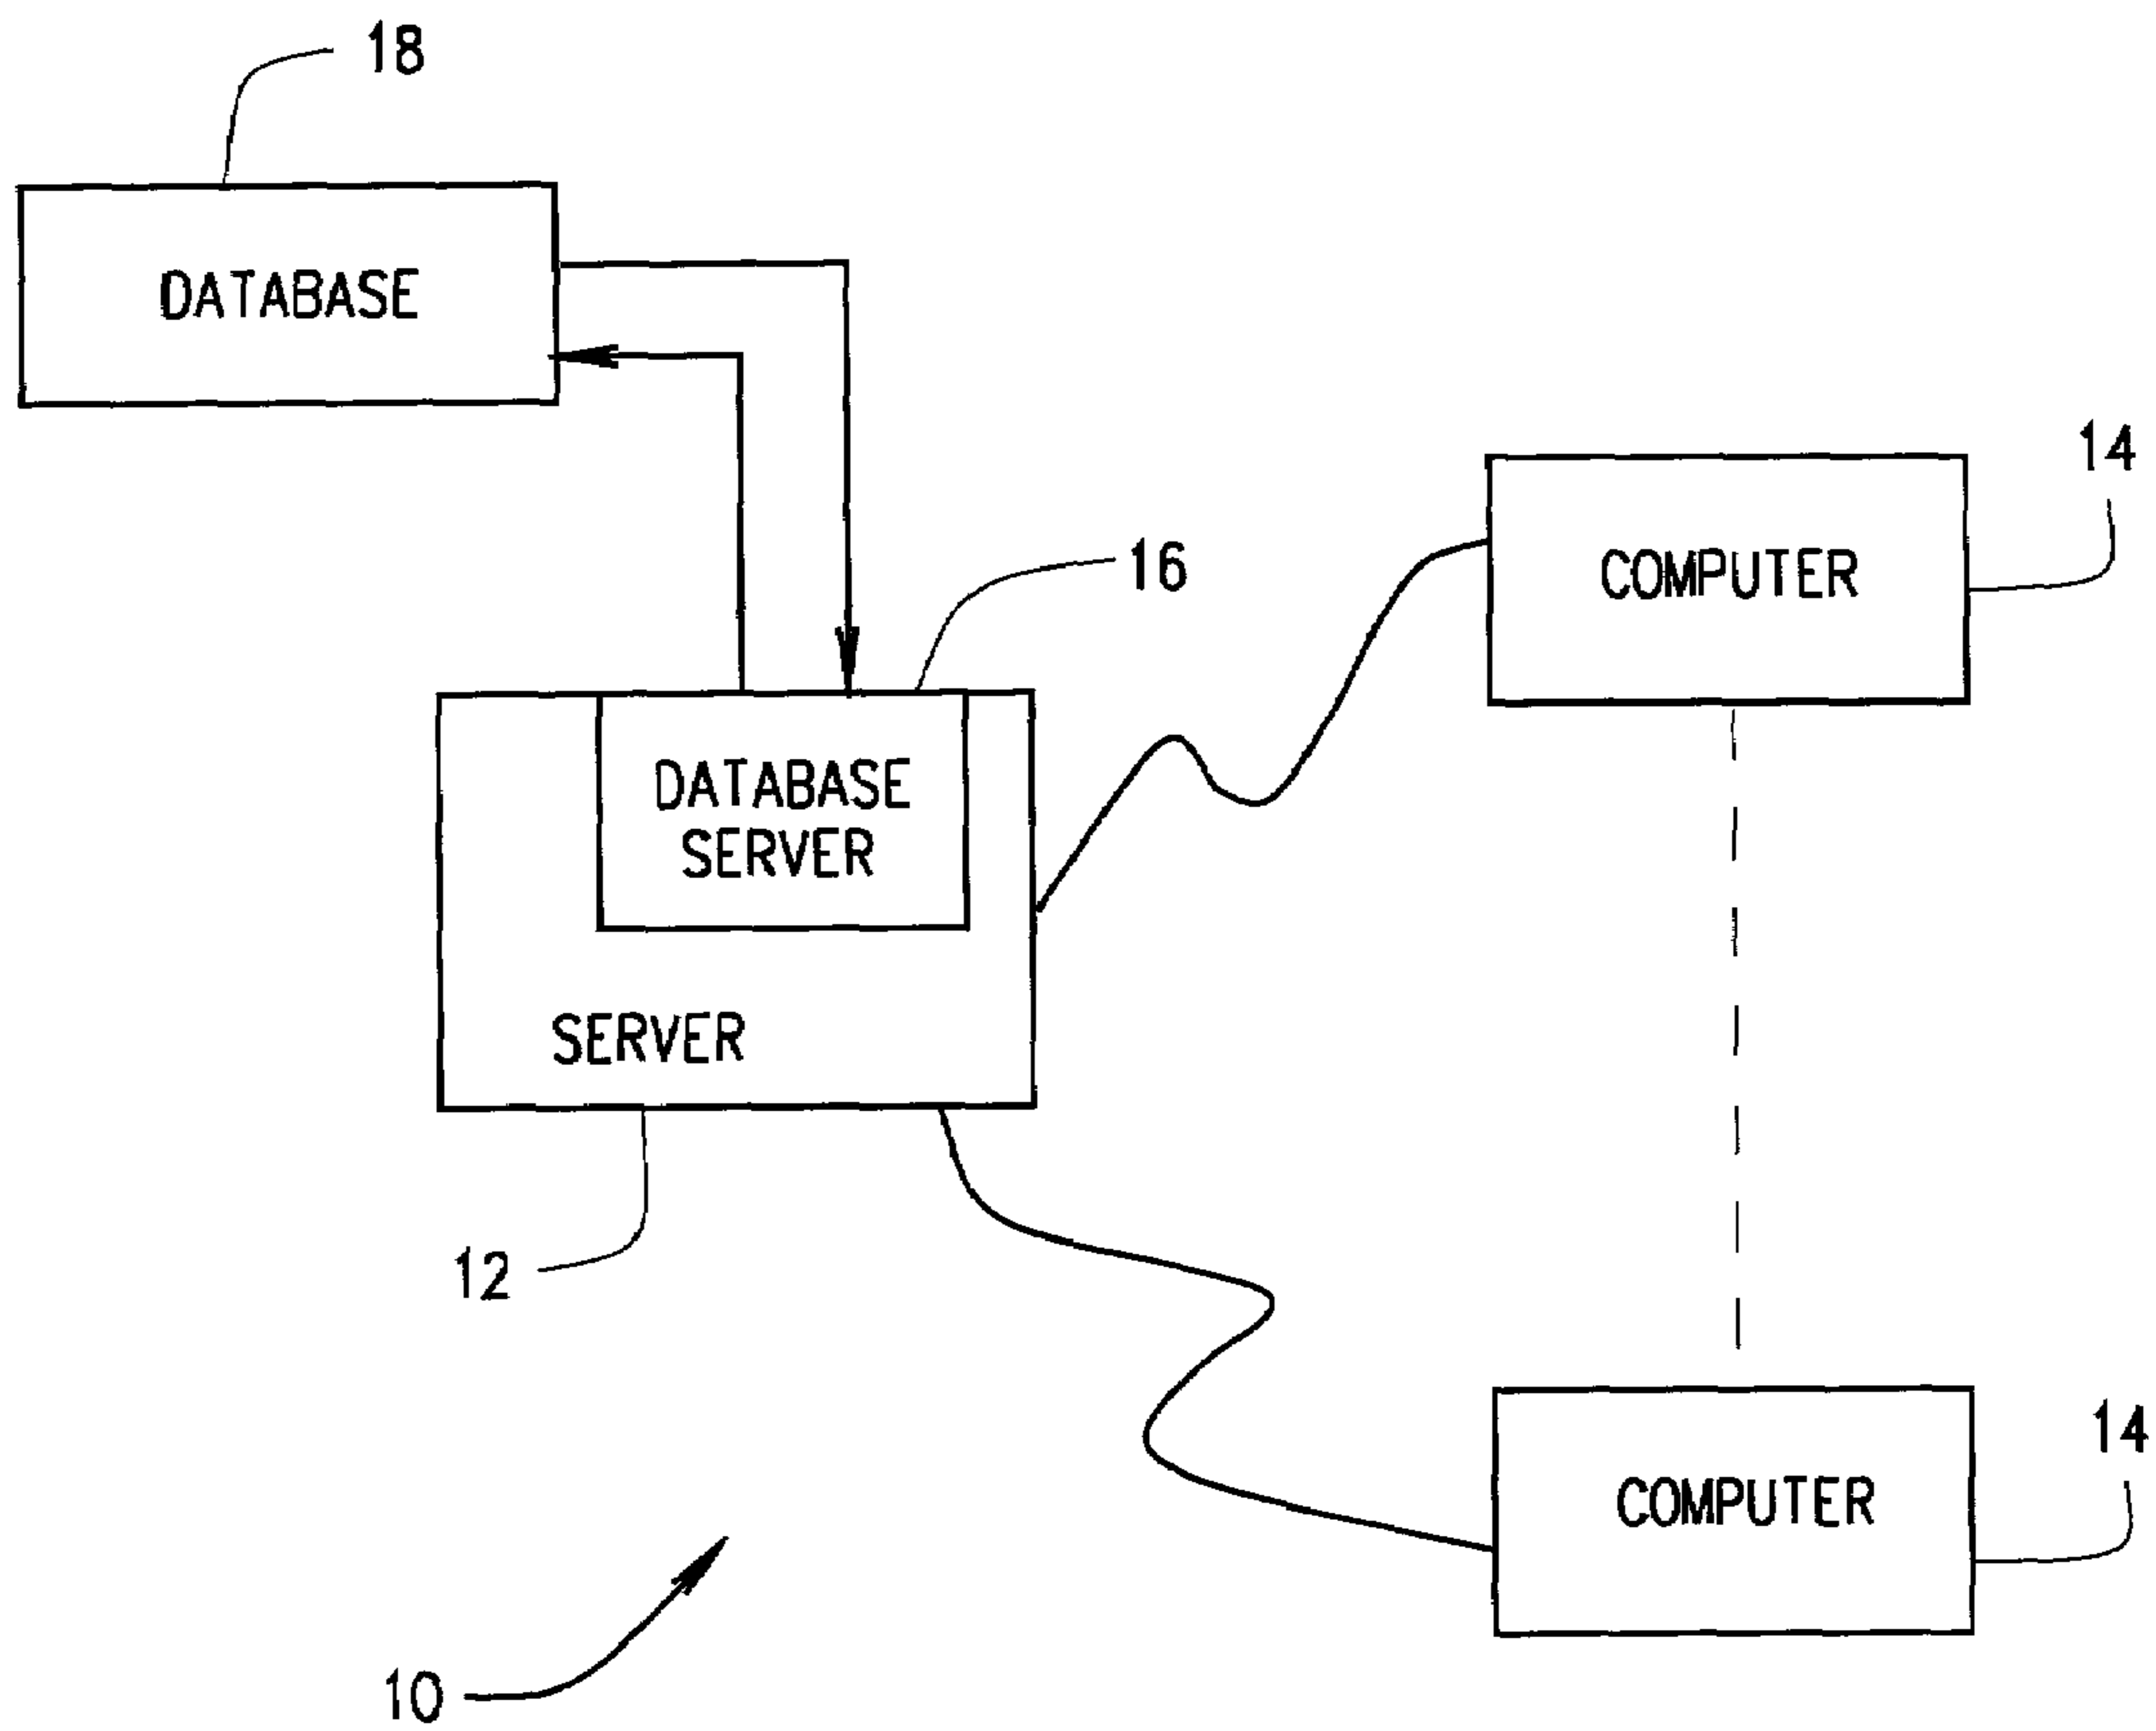 18
DATABASE
14
16
COMPUTER
DATABASE
SERVER
SERVER
12
14
COMPUTER
10